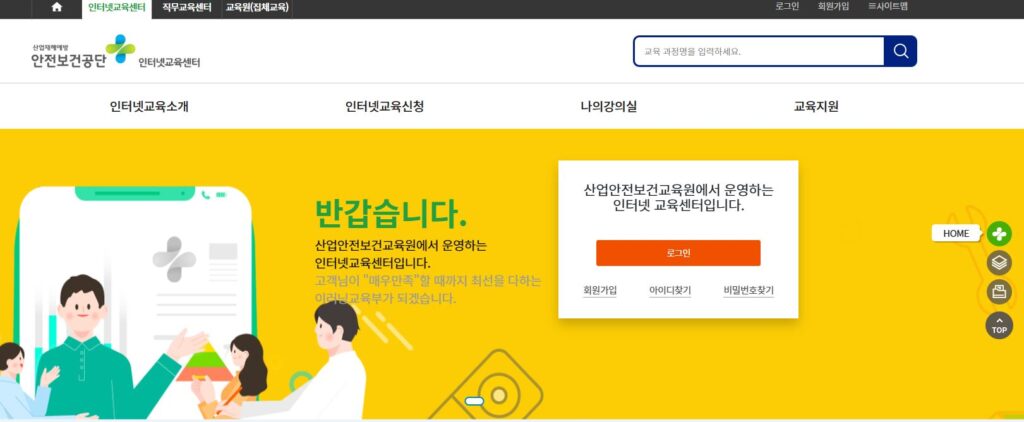 인터넷교육센터 직무교육센터 교육원(집체교육) 로그인 회원가입 ≡사이트맵
산업재해예방
안전보건공단 인터넷교육센터
교육 과정명을 입력하세요.
인터넷교육소개 인터넷교육신청 나의강의실 교육지원
반갑습니다.
산업안전보건교육원에서 운영하는
인터넷교육센터입니다.
고객님이 "매우만족"할 때까지 최선을 다하는
이러닝교육부가 되겠습니다.
산업안전보건교육원에서 운영하는
인터넷 교육센터입니다.
로그인
회원가입 아이디찾기 비밀번호찾기
HOME
TOP